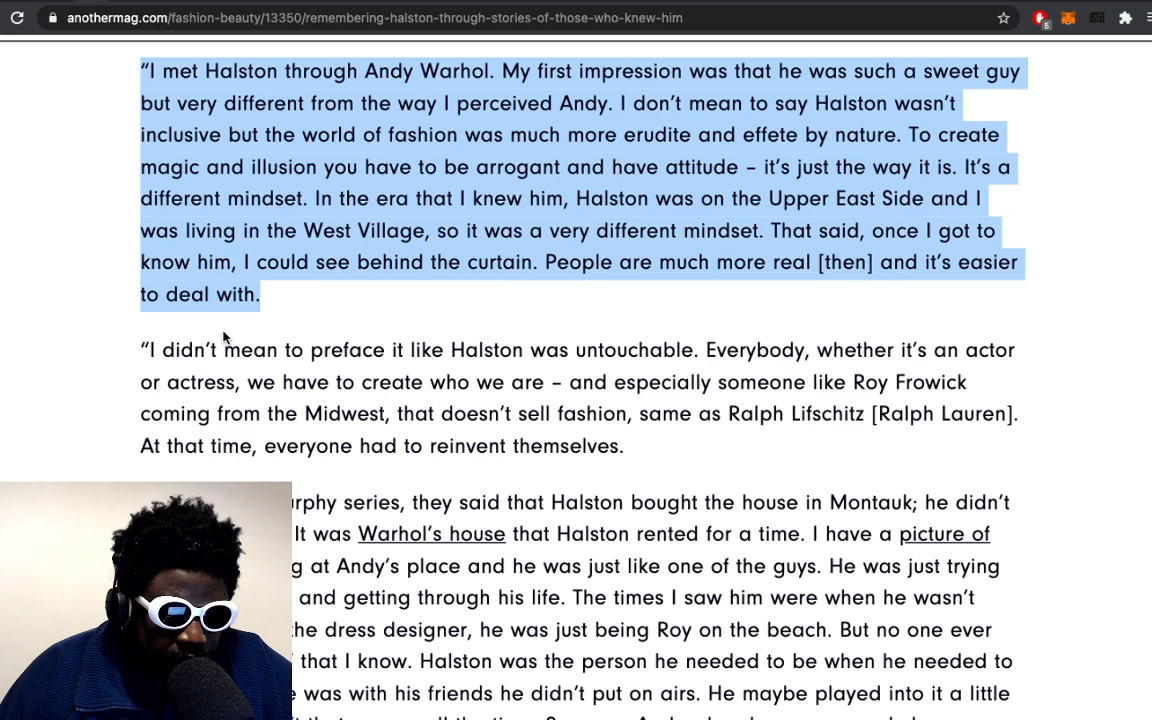 anothermag.com/fashion-beauty/13350/remembering-halston-through-stories-of-those-who-knew-him
“I met Halston through Andy Warhol. My first impression was that he was such a sweet guy
but very different from the way I perceived Andy. I don’t mean to say Halston wasn’t
inclusive but the world of fashion was much more erudite and effete by nature. To create
magic and illusion you have to be arrogant and have attitude – it’s just the way it is. It’s a
different mindset. In the era that I knew him, Halston was on the Upper East Side and I
was living in the West Village, so it was a very different mindset. That said, once I got to
know him, I could see behind the curtain. People are much more real [then] and it’s easier
to deal with.
“I didn’t mean to preface it like Halston was untouchable. Everybody, whether it’s an actor
or actress, we have to create who we are – and especially someone like Roy Frowick
coming from the Midwest, that doesn’t sell fashion, same as Ralph Lifschitz [Ralph Lauren].
At that time, everyone had to reinvent themselves.
series, they said that Halston bought the house in Montauk; he didn’t
It was Warhol’s house that Halston rented for a time. I have a picture of
at Andy’s place and he was just like one of the guys. He was just trying
and getting through his life. The times I saw him were when he wasn’t
the dress designer, he was just being Roy on the beach. But no one ever
that I know. Halston was the person he needed to be when he needed to
was with his friends he didn’t put on airs. He maybe played into it a little